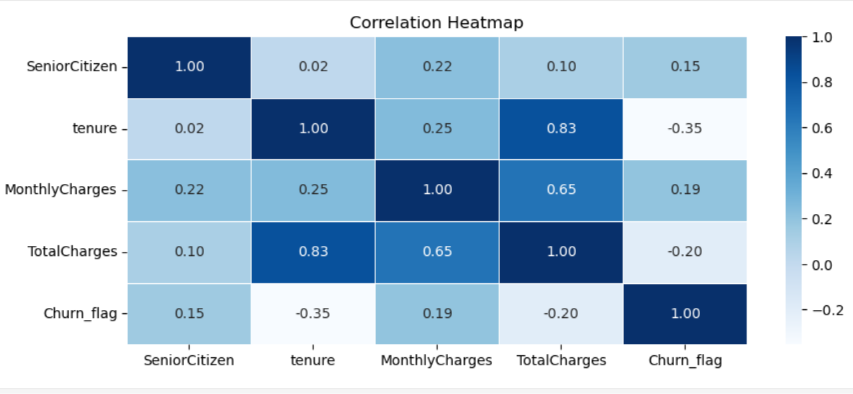 Correlation Heatmap
SeniorCitizen 1.00 0.02 0.22 0.10 0.15
tenure 0.02 1.00 0.25 0.83 -0.35
MonthlyCharges 0.22 0.25 1.00 0.65 0.19
TotalCharges 0.10 0.83 0.65 1.00 -0.20
Churn_flag 0.15 -0.35 0.19 -0.20 1.00
SeniorCitizen tenure MonthlyCharges TotalCharges Churn_flag
1.0
0.8
0.6
0.4
0.2
0.0
−0.2